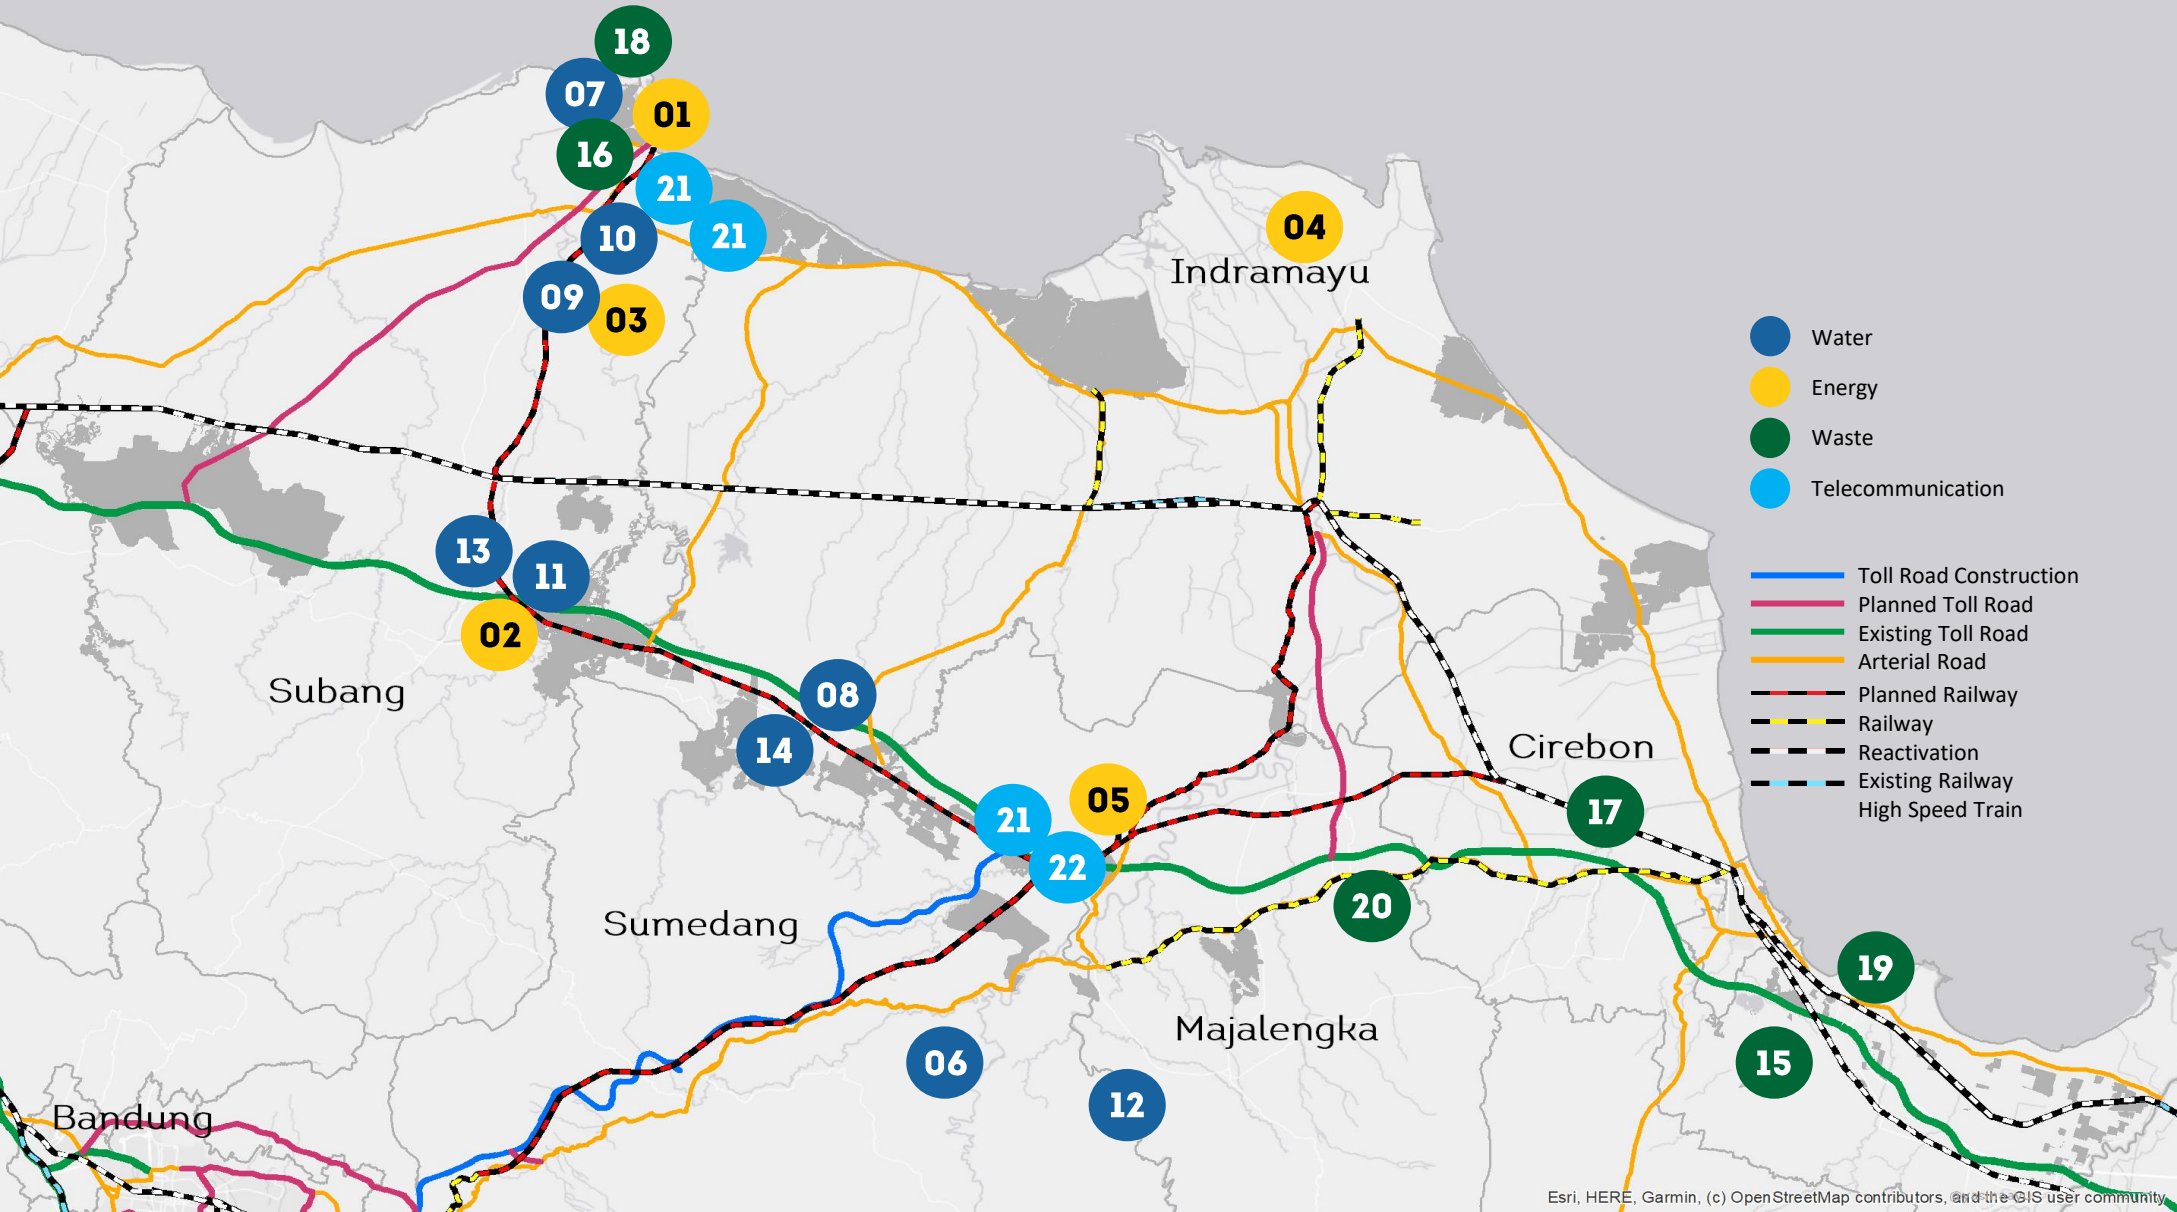 18
07
01
16
21
10
21
04
Indramayu
09
03
Water
Energy
Waste
Telecommunication
13
11
02
Toll Road Construction
Planned Toll Road
Existing Toll Road
Arterial Road
Planned Railway
Railway
Reactivation
Existing Railway
High Speed Train
Subang
08
14
Cirebon
05
21
17
22
20
Sumedang
19
Majalengka
06
15
12
Bandung
Esri, HERE, Garmin, (c) OpenStreetMap contributors, and the GIS user community